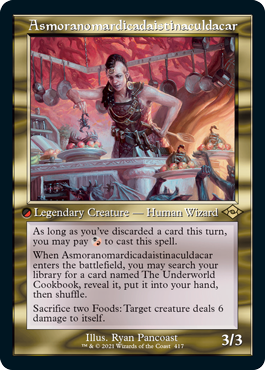 Asmoranomardicadaistinaculdacar
Legendary Creature — Human Wizard
As long as you've discarded a card this turn,
you may pay to cast this spell.
When Asmoranomardicadaistinaculdacar
enters the battlefield, you may search your
library for a card named The Underworld
Cookbook, reveal it, put it into your hand,
then shuffle.
Sacrifice two Foods: Target creature deals 6
damage to itself.
Illus. Ryan Pancoast
3/3
™ & © 2021 Wizards of the Coast 417